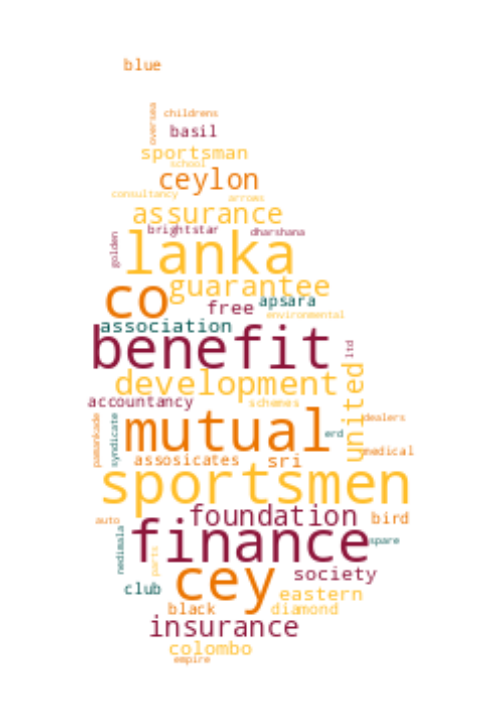 blue
oversea
childrens
basil
sportsman
school
ceylon
consultancy
arrows
assurance
golden
brightstar
dharshana
lanka
guarantee
co
free
apsara
environmental
association
benefit
ltd
development
united
accountancy
schemes
pamankade
syndicate
mutual
erd
dealers
assosicates
sri
medical
sportsmen
foundation
auto
bird
finance
nedimala
parts
spare
cey
society
club
eastern
black
diamond
insurance
colombo
empire